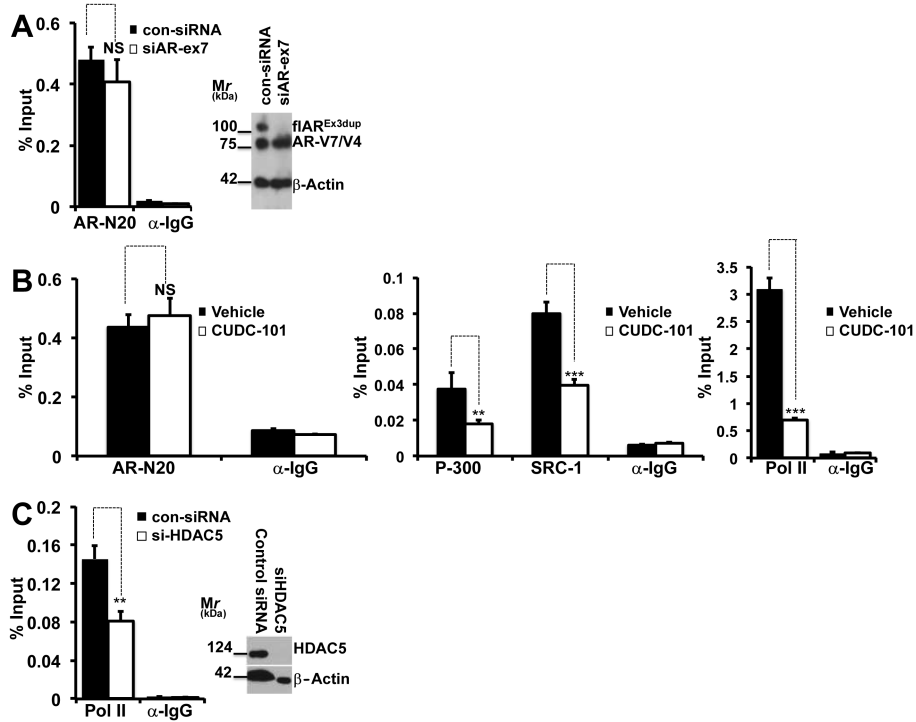 A
% Input
0.6
0.4
0.2
0
NS
con-siRNA
siAR-ex7
AR-N20 α-IgG
Mr
(kDa)
con-siRNA
siAR-ex7
100
75
42
flAREx3dup
AR-V7/V4
β-Actin
B
% Input
0.6
0.4
0.2
0
NS
Vehicle
CUDC-101
AR-N20 α-IgG
% Input
0.1
0.08
0.06
0.04
0.02
0
**
***
Vehicle
CUDC-101
P-300 SRC-1 α-IgG
% Input
3.5
3
2.5
2
1.5
1
0.5
0
***
Vehicle
CUDC-101
Pol II α-IgG
C
% Input
0.2
0.16
0.12
0.08
0.04
0
**
con-siRNA
si-HDAC5
Pol II α-IgG
Mr
(kDa)
Control siRNA
siHDAC5
124
42
HDAC5
β-Actin